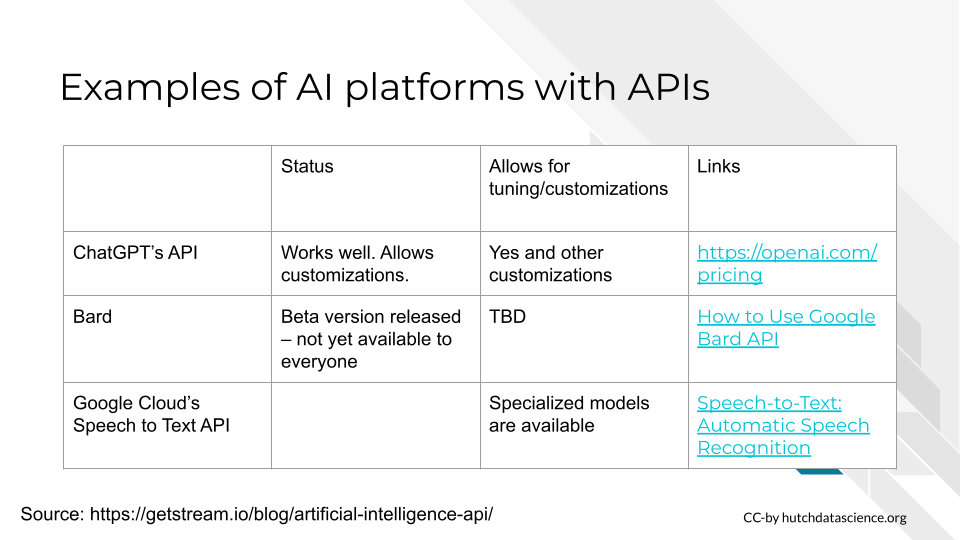 Examples of AI platforms with APIs
Status
Allows for
tuning/customizations
Links
ChatGPT’s API
Works well. Allows
customizations.
Yes and other
customizations
https://openai.com/
pricing
Bard
Beta version released
– not yet available to
everyone
TBD
How to Use Google
Bard API
Google Cloud’s
Speech to Text API
Specialized models
are available
Speech-to-Text:
Automatic Speech
Recognition
Source: https://getstream.io/blog/artificial-intelligence-api/
CC-by hutchdatascience.org